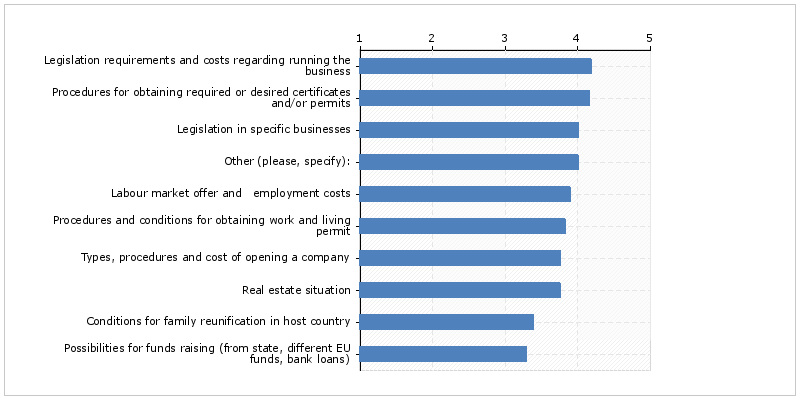 1 2 3 4 5
Legislation requirements and costs regarding running the
business
Procedures for obtaining required or desired certificates
and/or permits
Legislation in specific businesses
Other (please, specify):
Labour market offer and employment costs
Procedures and conditions for obtaining work and living
permit
Types, procedures and cost of opening a company
Real estate situation
Conditions for family reunification in host country
Possibilities for funds raising (from state, different EU
funds, bank loans)